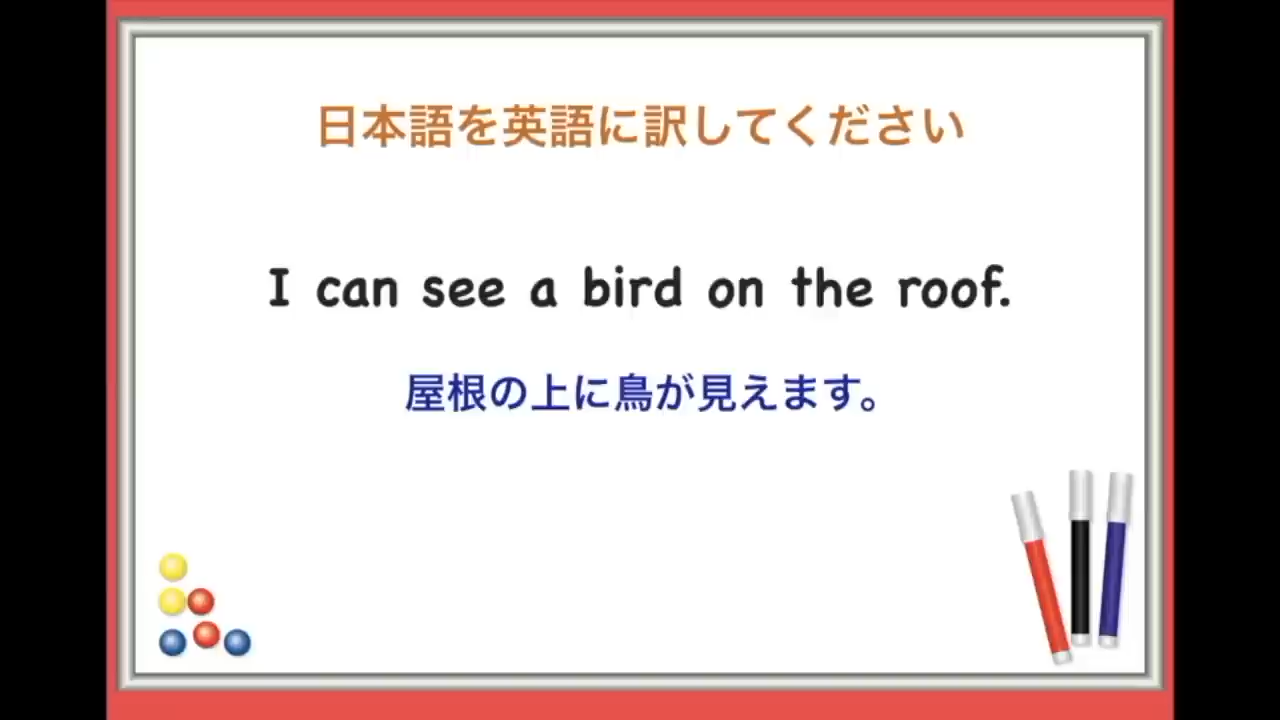 日本語を英語に訳してください
I can see a bird on the roof.
屋根の上に鳥が見えます。